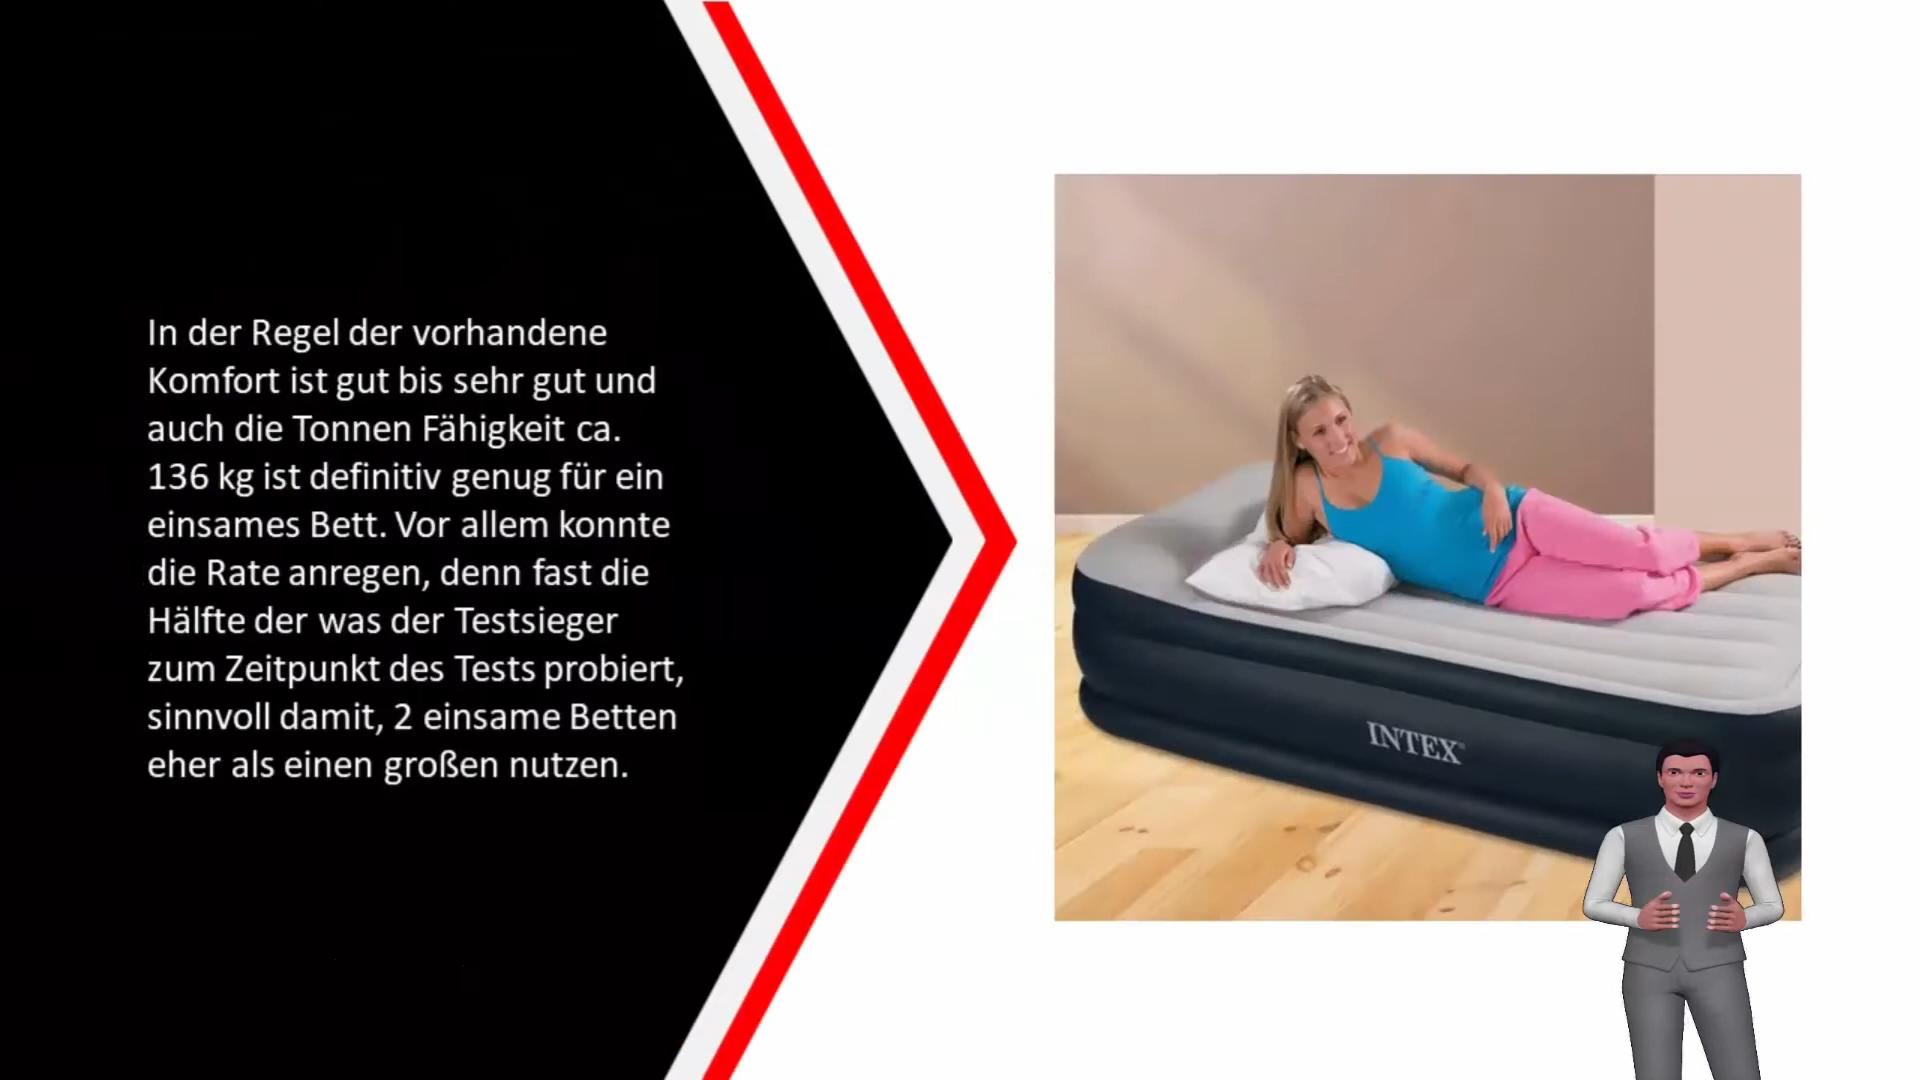 In der Regel der vorhandene
Komfort ist gut bis sehr gut und
auch die Tonnen Fähigkeit ca.
136 kg ist definitiv genug für ein
einsames Bett. Vor allem konnte
die Rate anregen, denn fast die
Hälfte der was der Testsieger
zum Zeitpunkt des Tests probiert,
sinnvoll damit, 2 einsame Betten
eher als einen großen nutzen.
INTEX